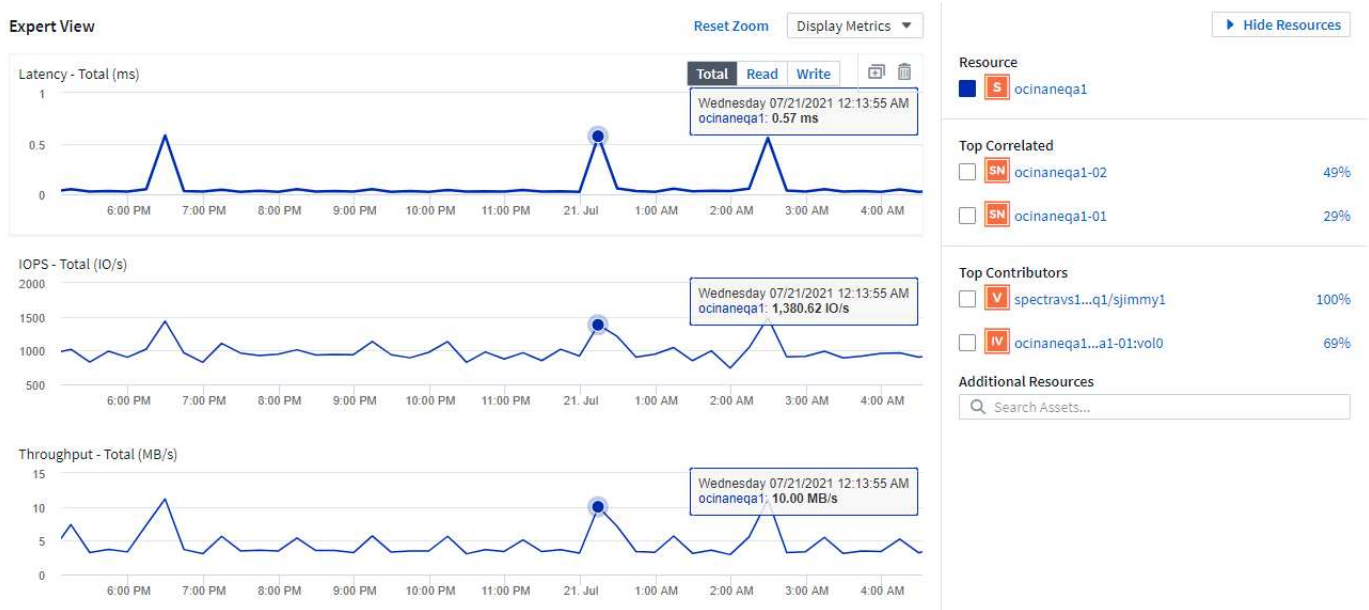 Expert View
Reset Zoom
Display Metrics
Hide Resources
Latency - Total (ms)
Total
Read
Write
1
0.5
0
Wednesday 07/21/2021 12:13:55 AM
ocinaneqa1: 0.57 ms
6:00 PM 7:00 PM 8:00 PM 9:00 PM 10:00 PM 11:00 PM 21. Jul 1:00 AM 2:00 AM 3:00 AM 4:00 AM
IOPS - Total (IO/s)
2000
1500
1000
500
Wednesday 07/21/2021 12:13:55 AM
ocinaneqa1: 1,380.62 IO/s
6:00 PM 7:00 PM 8:00 PM 9:00 PM 10:00 PM 11:00 PM 21. Jul 1:00 AM 2:00 AM 3:00 AM 4:00 AM
Throughput - Total (MB/s)
15
10
5
0
Wednesday 07/21/2021 12:13:55 AM
ocinaneqa1: 10.00 MB/s
6:00 PM 7:00 PM 8:00 PM 9:00 PM 10:00 PM 11:00 PM 21. Jul 1:00 AM 2:00 AM 3:00 AM 4:00 AM
Resource
S ocinaneqa1
Top Correlated
SN ocinaneqa1-02 49%
SN ocinaneqa1-01 29%
Top Contributors
V spectravs1...q1/sjimmy1 100%
IV ocinaneqa1...a1-01:vol0 69%
Additional Resources
Search Assets...